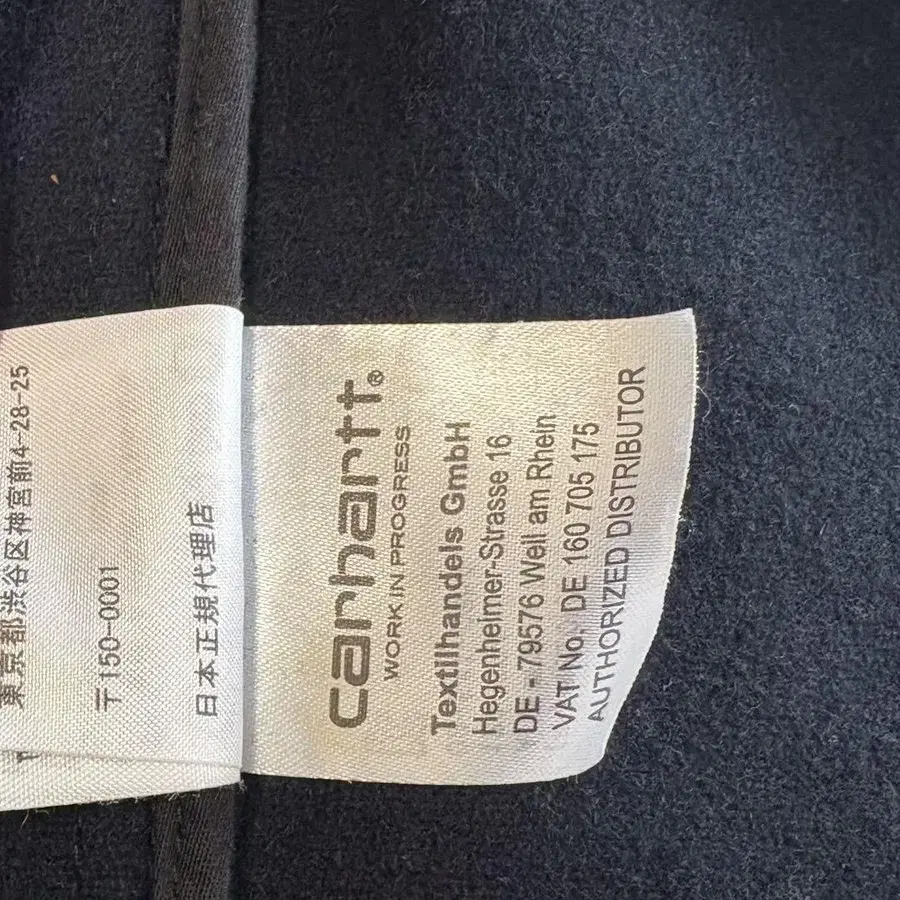 東京都渋谷区神宮前4-28-25
〒150-0001
日本正規代理店
carhartt®
WORK IN PROGRESS
Textilhandels GmbH
Hegenheimer-Strasse 16
DE - 79576 Weil am Rhein
VAT No. DE 160 705 175
AUTHORIZED DISTRIBUTOR